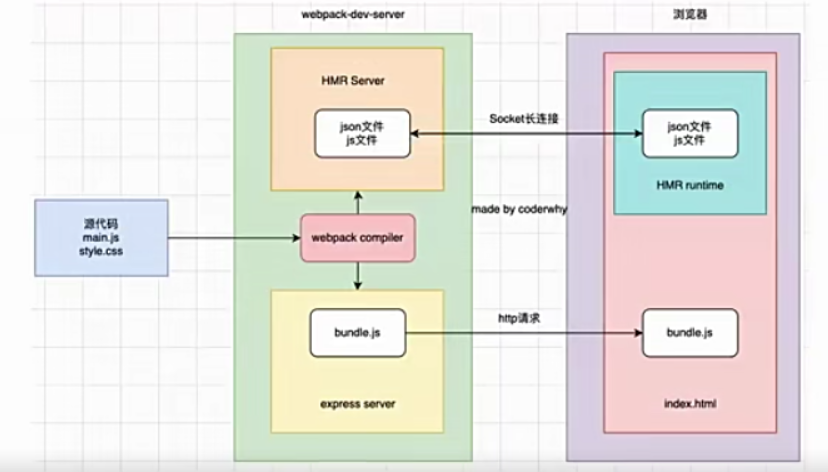 webpack-dev-server
浏览器
HMR Server
json文件
js文件
Socket长连接
json文件
js文件
HMR runtime
made by coderwhy
源代码
main.js
style.css
webpack compiler
bundle.js
http请求
bundle.js
express server
index.html